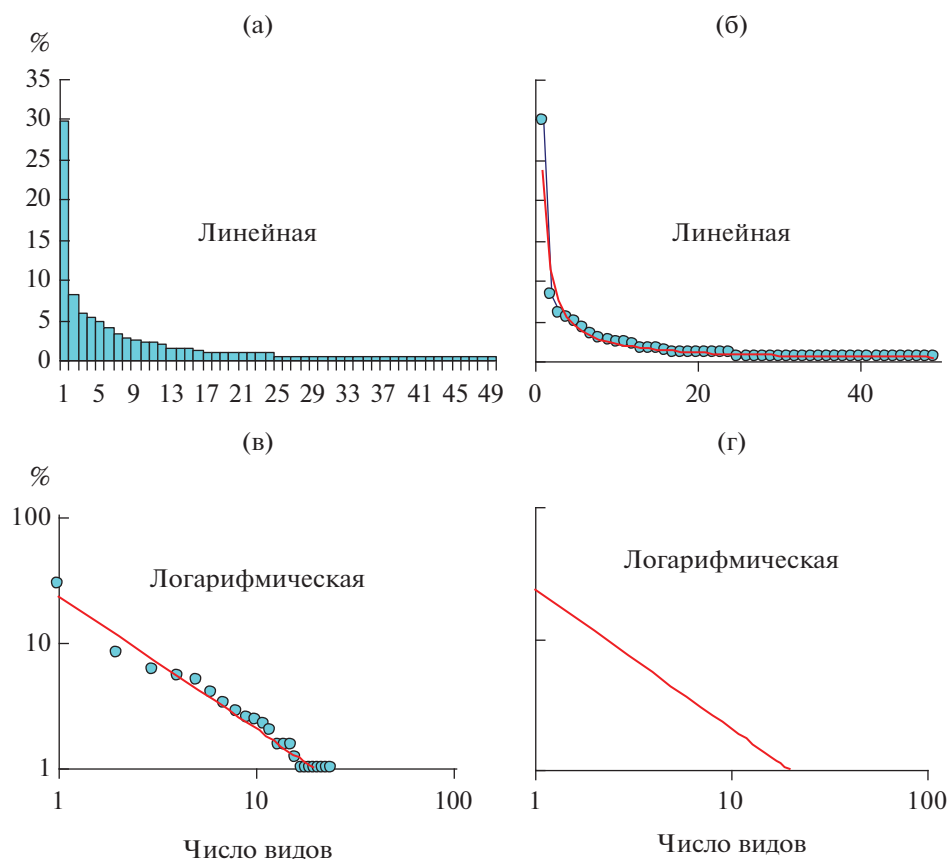 (а)
(б)
%
35
30
25
20
15
10
5
0
Линейная
Линейная
1 5 9 13 17 21 25 29 33 37 41 45 49
0 20 40
(в)
(г)
%
100
10
1
Логарифмическая
Логарифмическая
1 10 100
1 10 100
Число видов
Число видов